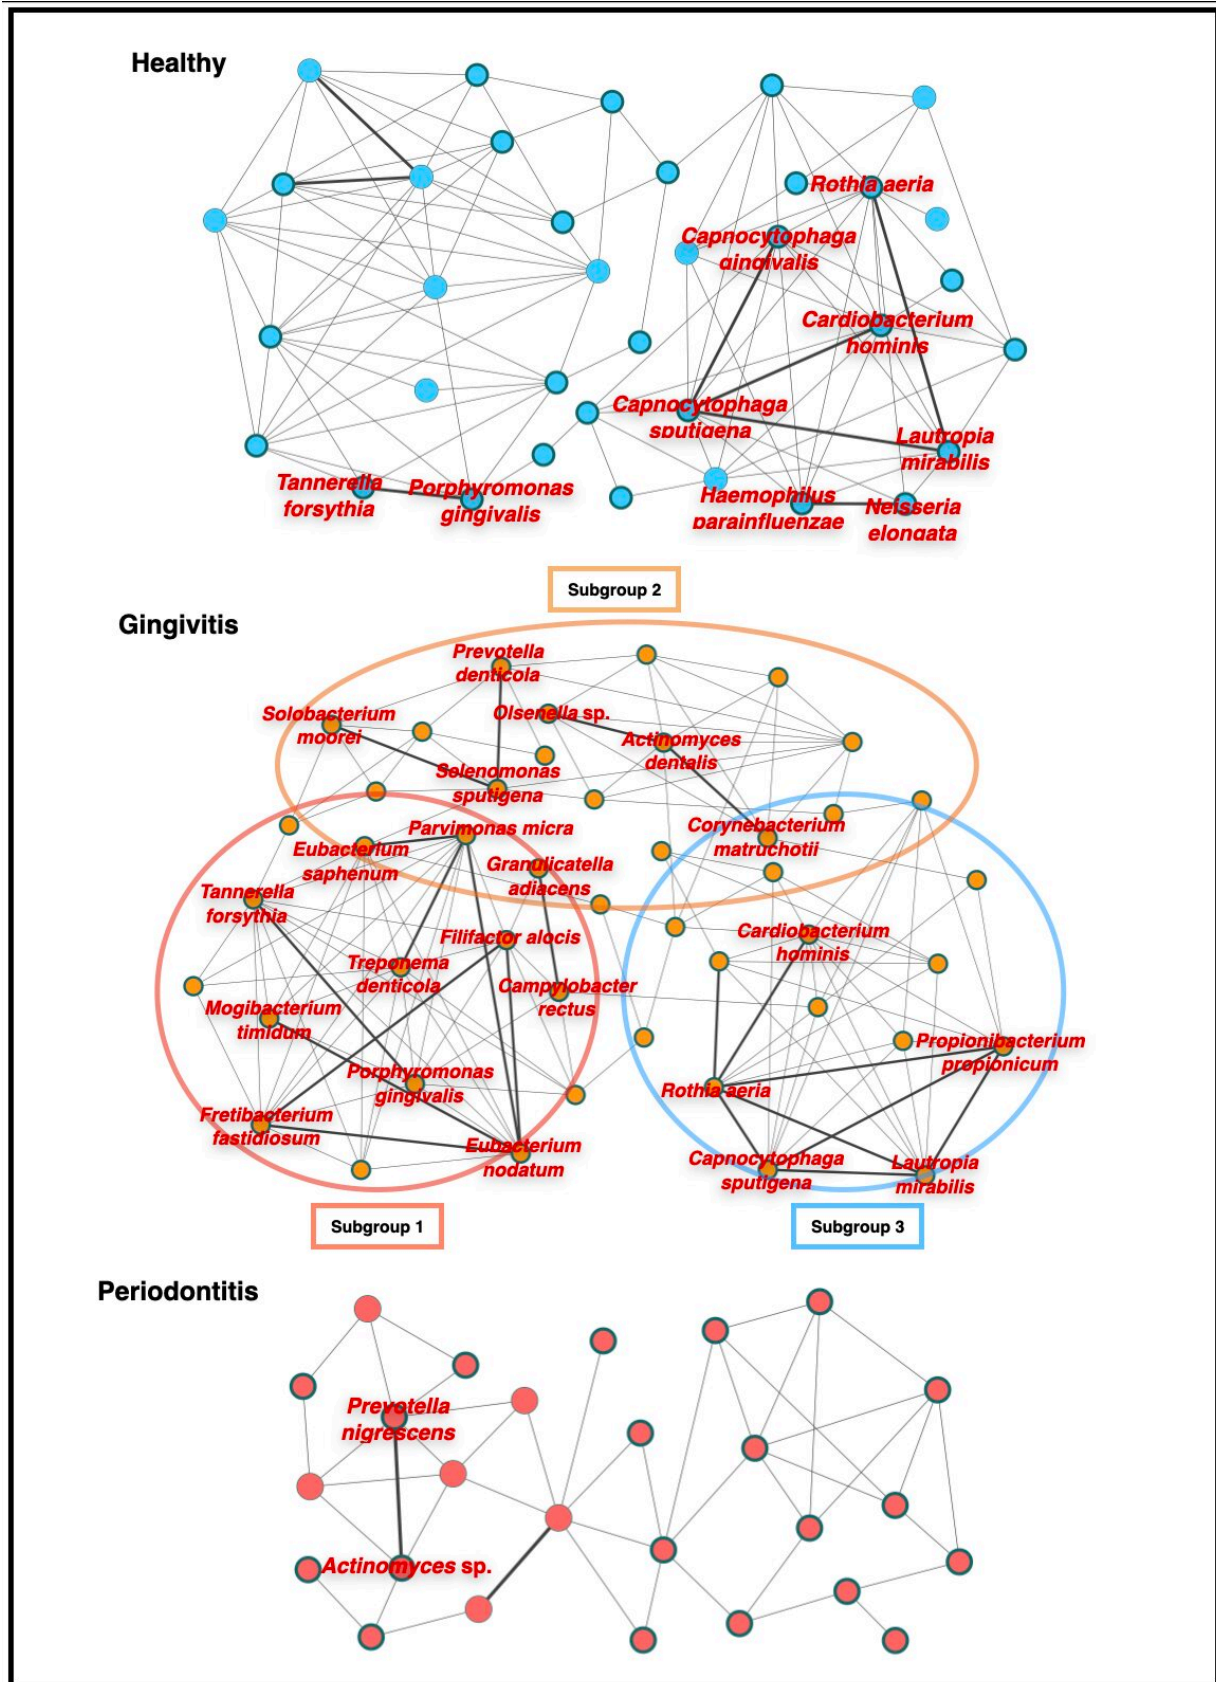 Healthy
Rothia aeria
Capnocytophaga
gingivalis
Cardiobacterium
hominis
Capnocytophaga
sputigena
Lautropia
mirabilis
Tannerella
forsythia
Porphyromonas
gingivalis
Haemophilus
parainfluenzae
Neisseria
elongata
Subgroup 2
Gingivitis
Prevotella
denticola
Solobacterium
moorei
Olsenella sp.
Actinomyces
dentalis
Selenomonas
sputigena
Parvimonas micra
Corynebacterium
matruchotii
Eubacterium
saphenum
Granulicatella
adiacens
Tannerella
forsythia
Filifactor alocis
Cardiobacterium
hominis
Treponema
denticola
Campylobacter
rectus
Mogibacterium
timidum
Propionibacterium
propionicum
Porphyromonas
gingivalis
Rothia aeria
Fretibacterium
fastidiosum
Eubacterium
nodatum
Capnocytophaga
sputigena
Lautropia
mirabilis
Subgroup 1
Subgroup 3
Periodontitis
Prevotella
nigrescens
Actinomyces sp.